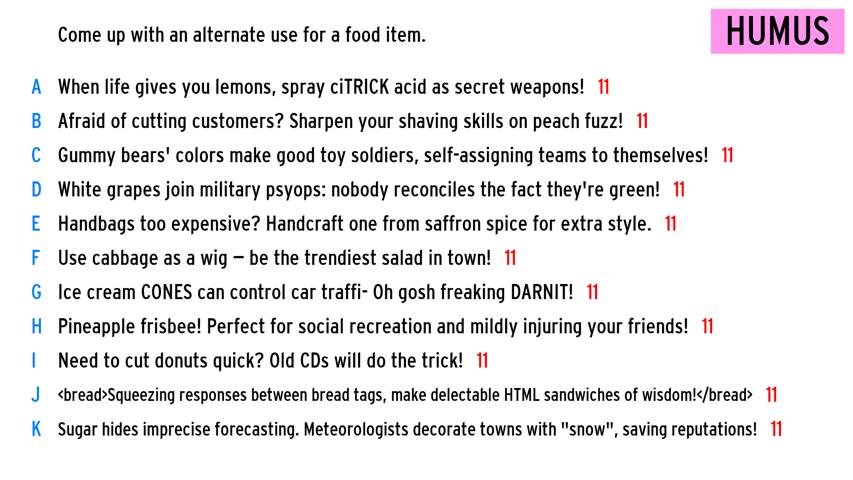 Come up with an alternate use for a food item.
HUMUS
A When life gives you lemons, spray ciTRICK acid as secret weapons! 11
B Afraid of cutting customers? Sharpen your shaving skills on peach fuzz! 11
C Gummy bears' colors make good toy soldiers, self-assigning teams to themselves! 11
D White grapes join military psyops: nobody reconciles the fact they're green! 11
E Handbags too expensive? Handcraft one from saffron spice for extra style. 11
F Use cabbage as a wig – be the trendiest salad in town! 11
G Ice cream CONES can control car traffi- Oh gosh freaking DARNIT! 11
H Pineapple frisbee! Perfect for social recreation and mildly injuring your friends! 11
I Need to cut donuts quick? Old CDs will do the trick! 11
J <bread>Squeezing responses between bread tags, make delectable HTML sandwiches of wisdom!</bread> 11
K Sugar hides imprecise forecasting. Meteorologists decorate towns with "snow", saving reputations! 11